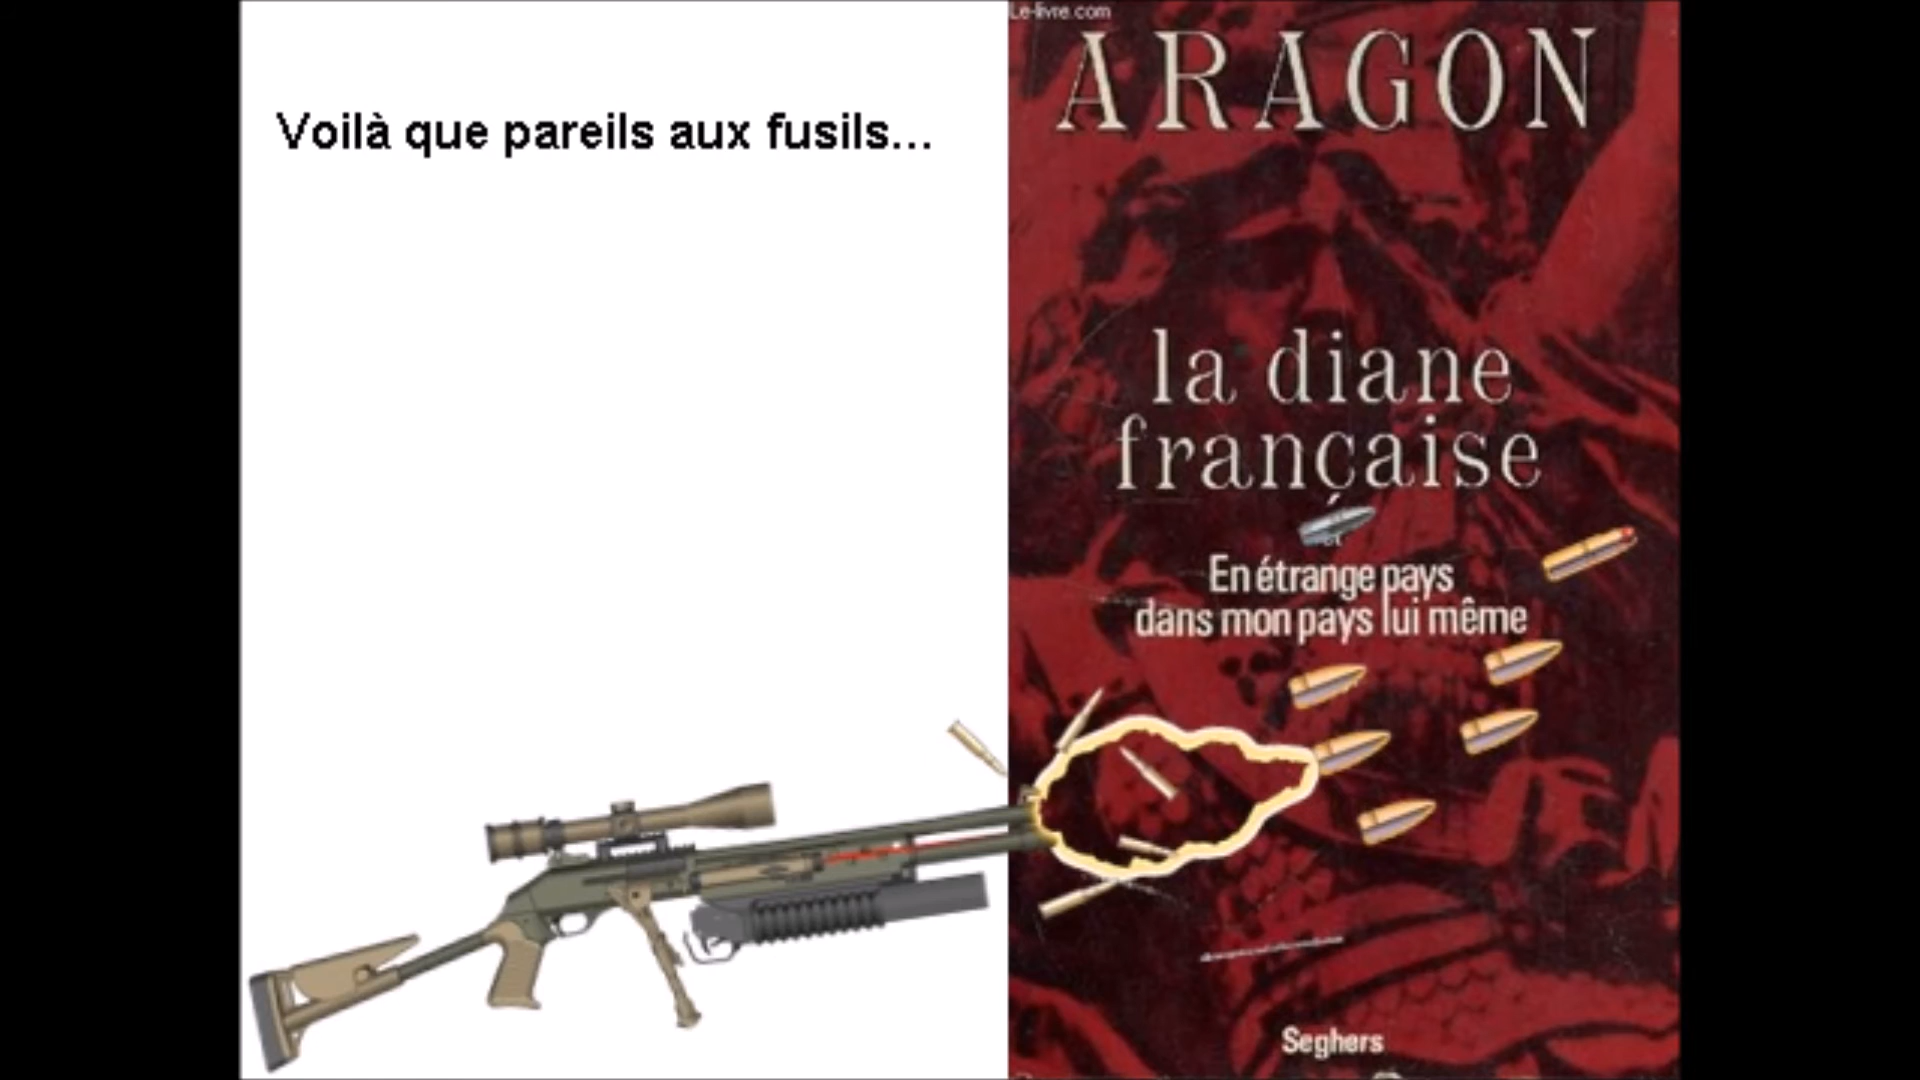 Voilà que pareils aux fusils...
Le-livre.com
ARAGON
la diane
française
et
En étrange pays
dans mon pays lui même
Seghers